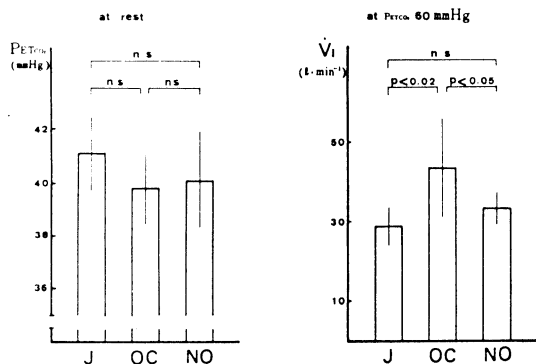 at rest
PETCO₂
(mmHg)
n s
n s
n s
42
40
38
36
J OC NO
at PETCO₂ 60 mmHg
V̇I
(ℓ·min⁻¹)
n s
p<0.02 p<0.05
50
30
10
J OC NO